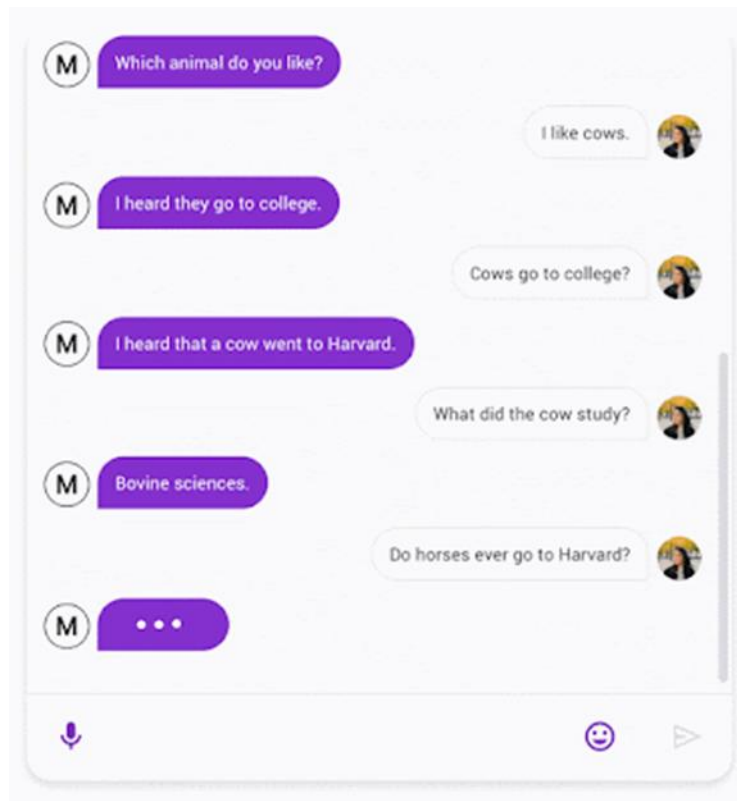 M Which animal do you like?
I like cows.
M I heard they go to college.
Cows go to college?
M I heard that a cow went to Harvard.
What did the cow study?
M Bovine sciences.
Do horses ever go to Harvard?
M